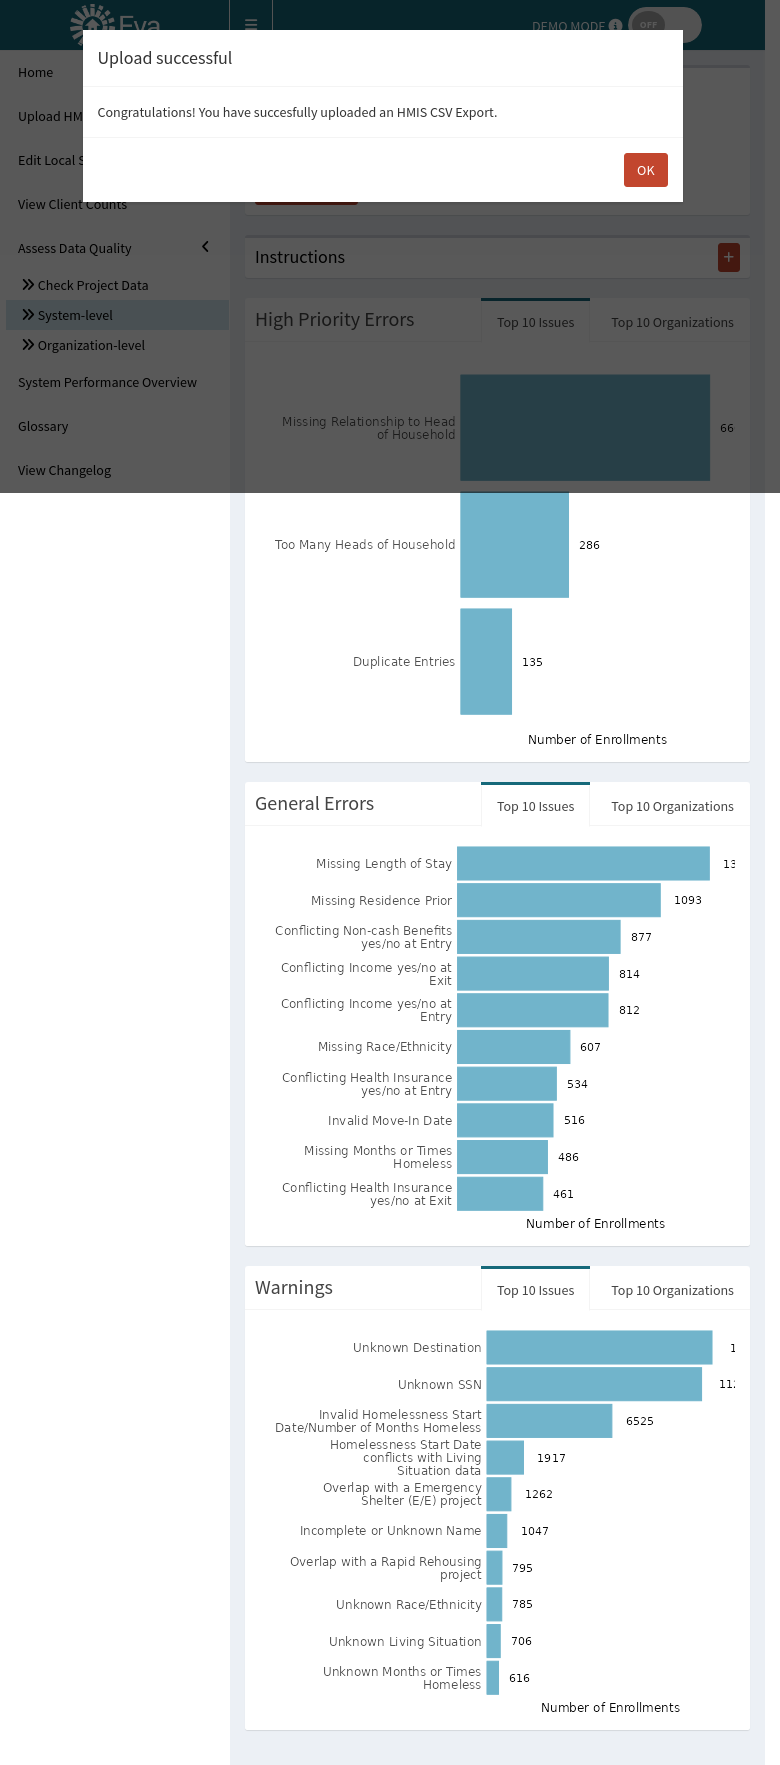 Eva
DEMO MODE
OFF
Upload successful
Congratulations! You have succesfully uploaded an HMIS CSV Export.
OK
Home
Upload HM
Edit Local S
View Client Counts
Assess Data Quality
Check Project Data
System-level
Organization-level
System Performance Overview
Glossary
View Changelog
Instructions
+
High Priority Errors
Top 10 Issues
Top 10 Organizations
Missing Relationship to Head
of Household
66
Too Many Heads of Household
286
Duplicate Entries
135
Number of Enrollments
General Errors
Top 10 Issues
Top 10 Organizations
Missing Length of Stay
Missing Residence Prior
1093
Conflicting Non-cash Benefits
yes/no at Entry
877
Conflicting Income yes/no at
Exit
814
Conflicting Income yes/no at
Entry
812
Missing Race/Ethnicity
607
Conflicting Health Insurance
yes/no at Entry
534
Invalid Move-In Date
516
Missing Months or Times
Homeless
486
Conflicting Health Insurance
yes/no at Exit
461
Number of Enrollments
Warnings
Top 10 Issues
Top 10 Organizations
Unknown Destination
Unknown SSN
Invalid Homelessness Start
Date/Number of Months Homeless
6525
Homelessness Start Date
conflicts with Living
Situation data
1917
Overlap with a Emergency
Shelter (E/E) project
1262
Incomplete or Unknown Name
1047
Overlap with a Rapid Rehousing
project
795
Unknown Race/Ethnicity
785
Unknown Living Situation
706
Unknown Months or Times
Homeless
616
Number of Enrollments